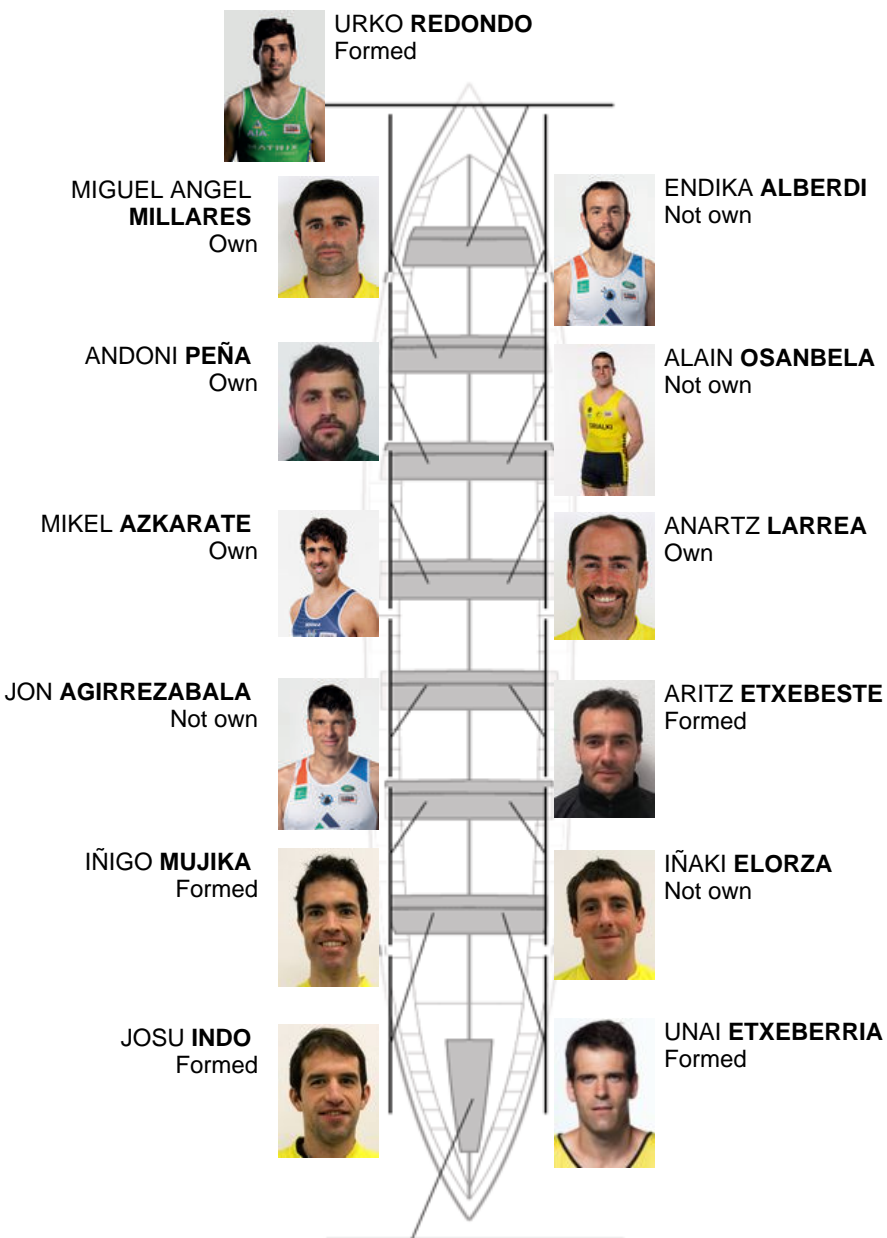 URKO REDONDO
Formed
MIGUEL ANGEL
MILLARES
Own
ENDIKA ALBERDI
Not own
ANDONI PEÑA
Own
ALAIN OSANBELA
Not own
MIKEL AZKARATE
Own
ANARTZ LARREA
Own
JON AGIRREZABALA
Not own
ARITZ ETXEBESTE
Formed
IÑIGO MUJIKA
Formed
IÑAKI ELORZA
Not own
JOSU INDO
Formed
UNAI ETXEBERRIA
Formed
MATRIX